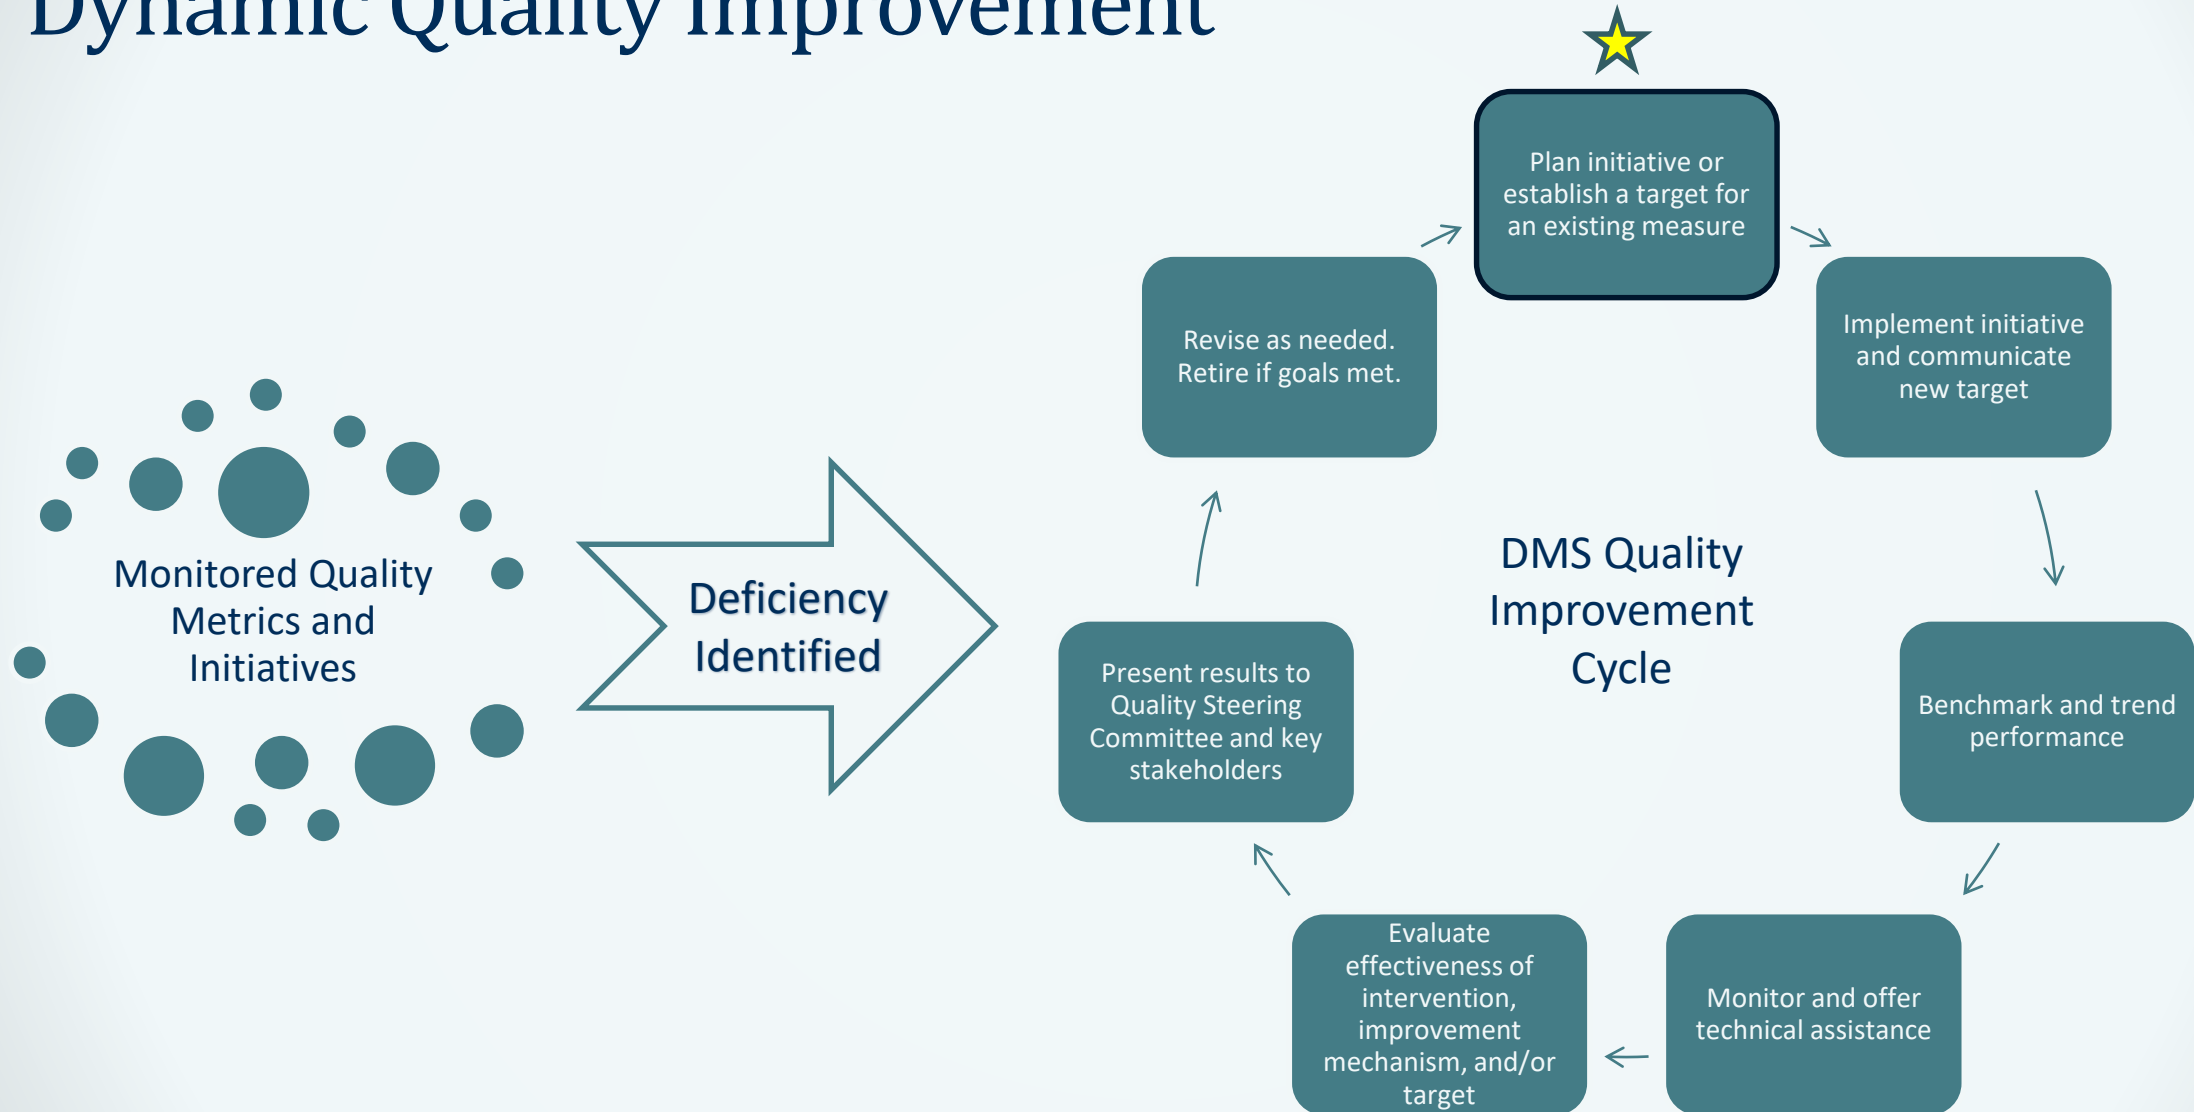 Dynamic Quality Improvement
Plan initiative or
establish a target for
an existing measure
Implement initiative
and communicate
new target
Benchmark and trend
performance
Monitor and offer
technical assistance
Evaluate
effectiveness of
intervention,
improvement
mechanism, and/or
target
Present results to
Quality Steering
Committee and key
stakeholders
Revise as needed.
Retire if goals met.
DMS Quality
Improvement
Cycle
Monitored Quality
Metrics and
Initiatives
Deficiency
Identified